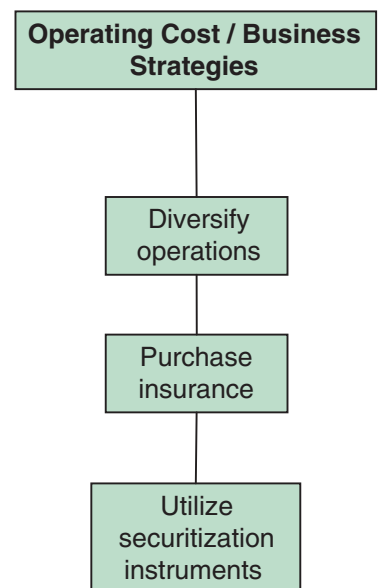 Operating Cost / Business
Strategies
Diversify
operations
Purchase
insurance
Utilize
securitization
instruments